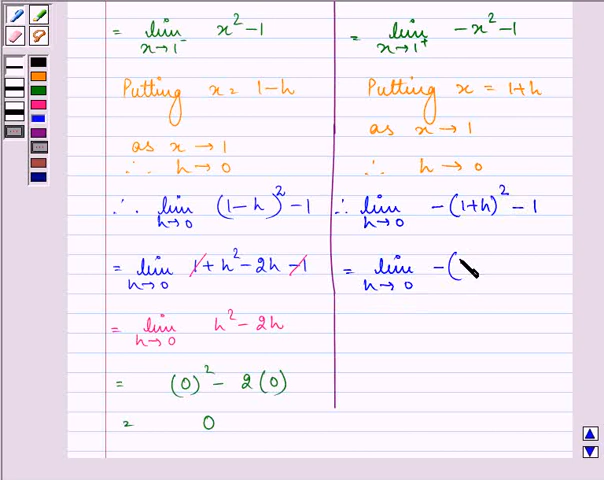 = lim x→1⁻ x² − 1
Putting x = 1 − h
as x → 1
∴ h → 0
∴ lim h→0 (1 − h)² − 1
= lim h→0 1 + h² − 2h − 1
= lim h→0 h² − 2h
= (0)² − 2(0)
= 0
= lim x→1⁺ − x² − 1
Putting x = 1 + h
as x → 1
∴ h → 0
∴ lim h→0 − (1 + h)² − 1
= lim h→0 − (